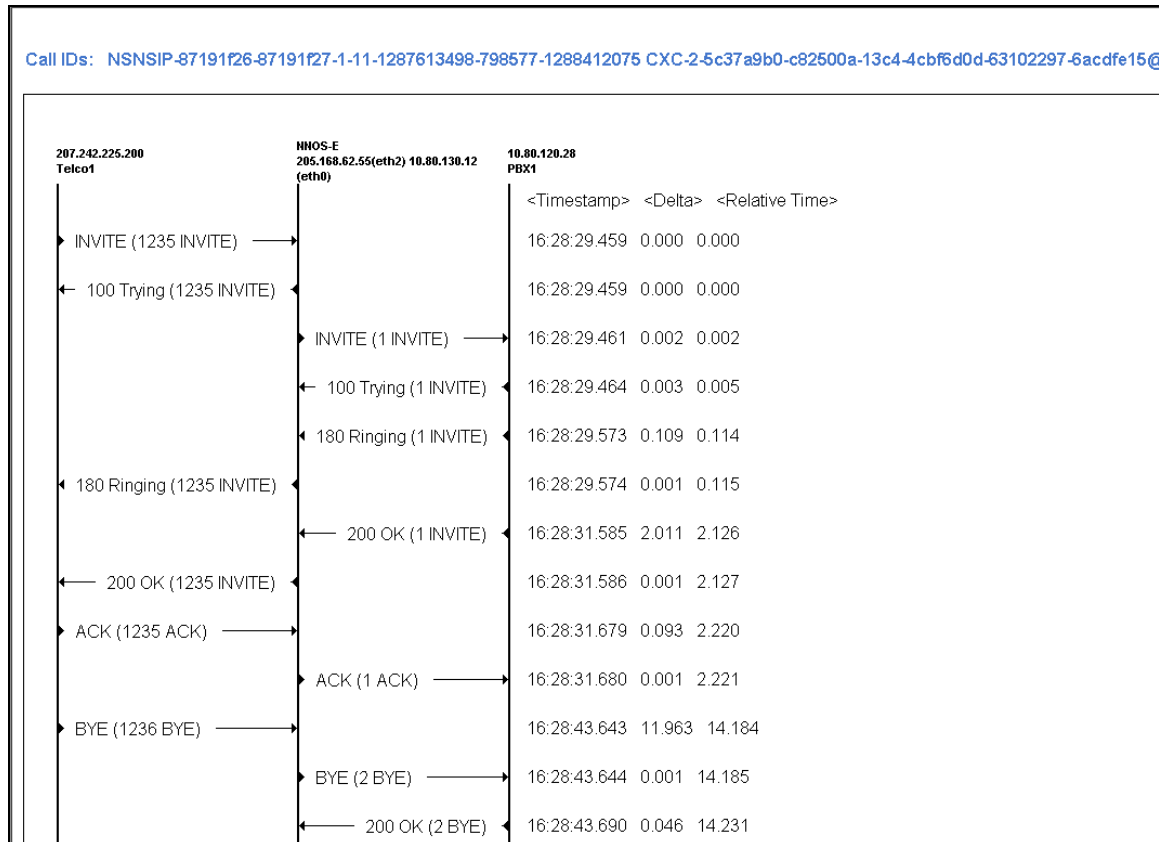 Call IDs: NSNSIP-87191f26-87191f27-1-11-1287613498-798577-1288412075 CXC-2-5c37a9b0-c82500a-13c4-4cbf6d0d-63102297-6acdfe15@
207.242.225.200
Telco1
NNOS-E
205.168.62.55(eth2) 10.80.130.12
(eth0)
10.80.120.28
PBX1
<Timestamp> <Delta> <Relative Time>
INVITE (1235 INVITE) 16:28:29.459 0.000 0.000
100 Trying (1235 INVITE) 16:28:29.459 0.000 0.000
INVITE (1 INVITE) 16:28:29.461 0.002 0.002
100 Trying (1 INVITE) 16:28:29.464 0.003 0.005
180 Ringing (1 INVITE) 16:28:29.573 0.109 0.114
180 Ringing (1235 INVITE) 16:28:29.574 0.001 0.115
200 OK (1 INVITE) 16:28:31.585 2.011 2.126
200 OK (1235 INVITE) 16:28:31.586 0.001 2.127
ACK (1235 ACK) 16:28:31.679 0.093 2.220
ACK (1 ACK) 16:28:31.680 0.001 2.221
BYE (1236 BYE) 16:28:43.643 11.963 14.184
BYE (2 BYE) 16:28:43.644 0.001 14.185
200 OK (2 BYE) 16:28:43.690 0.046 14.231